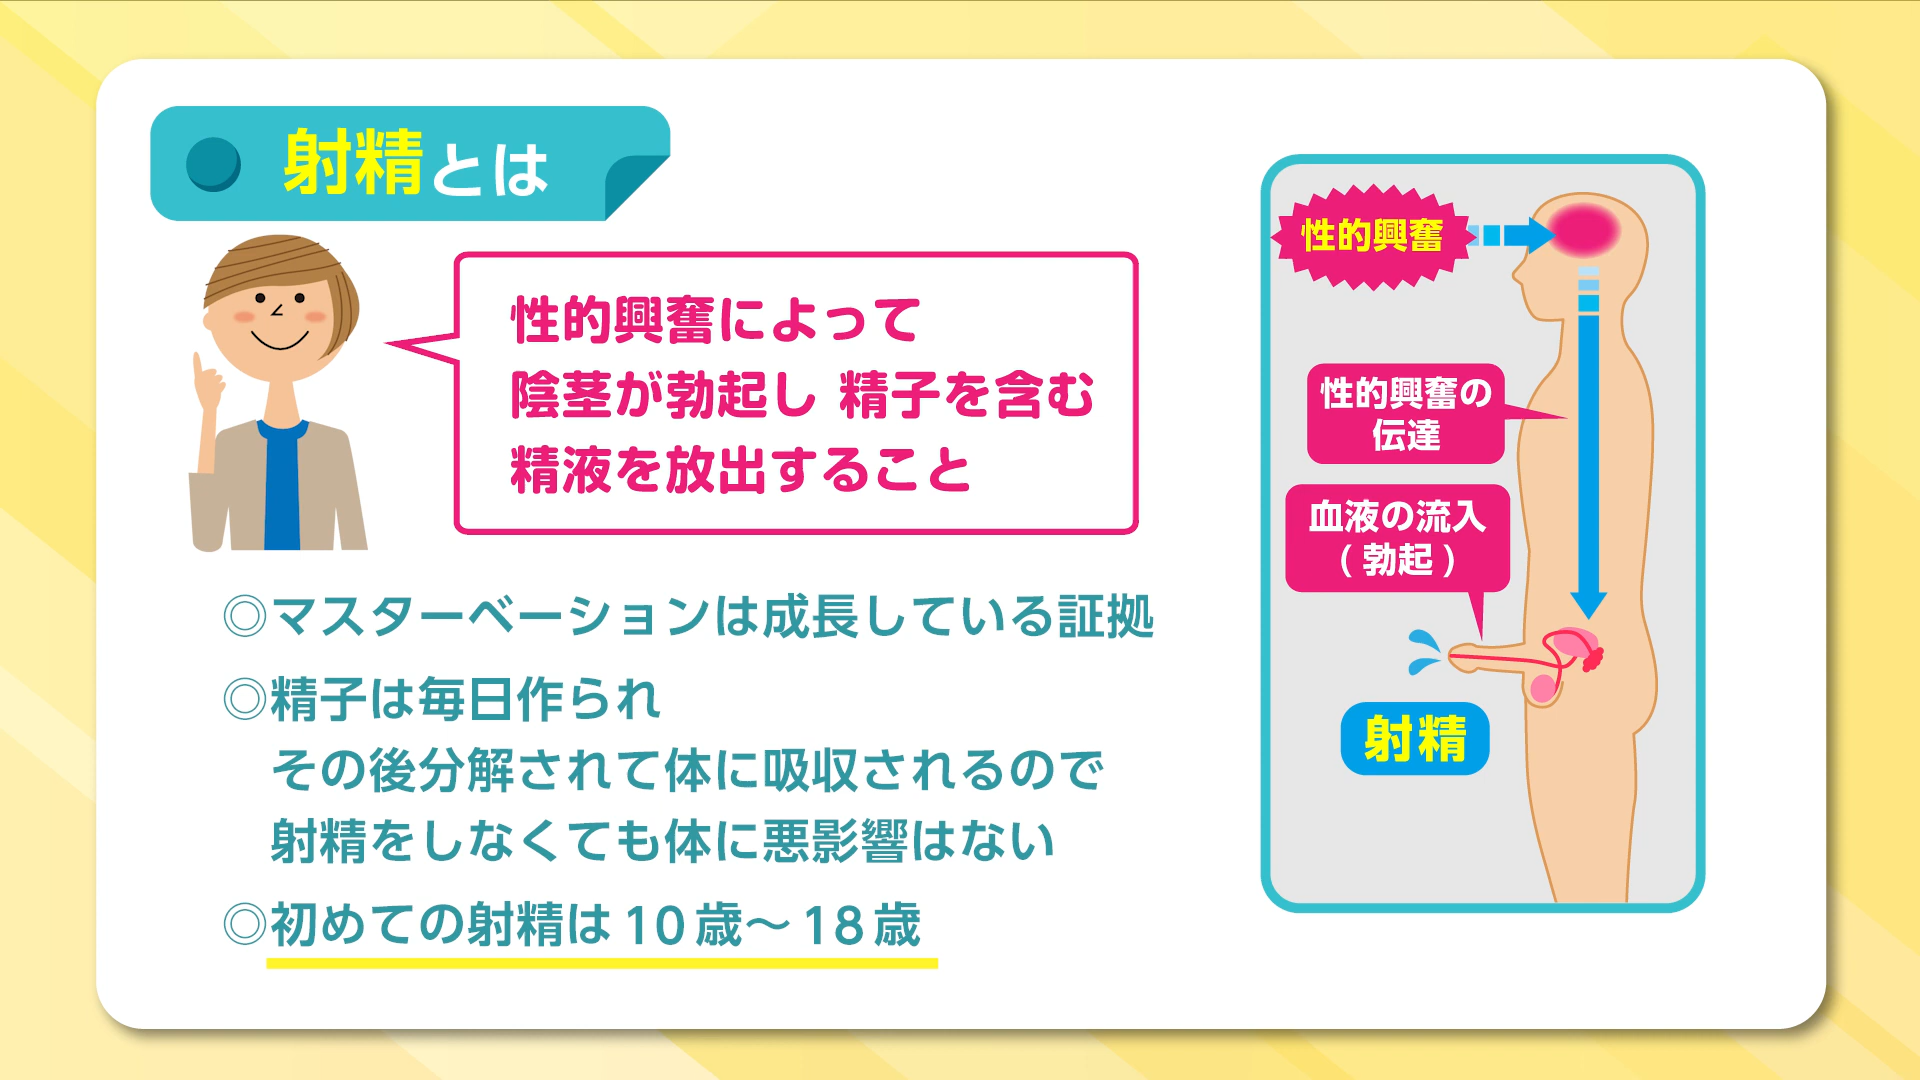 射精とは
性的興奮によって
陰茎が勃起し 精子を含む
精液を放出すること
◎マスターベーションは成長している証拠
◎精子は毎日作られ
その後分解されて体に吸収されるので
射精をしなくても体に悪影響はない
◎初めての射精は10歳〜18歳
性的興奮
性的興奮の
伝達
血液の流入
(勃起)
射精